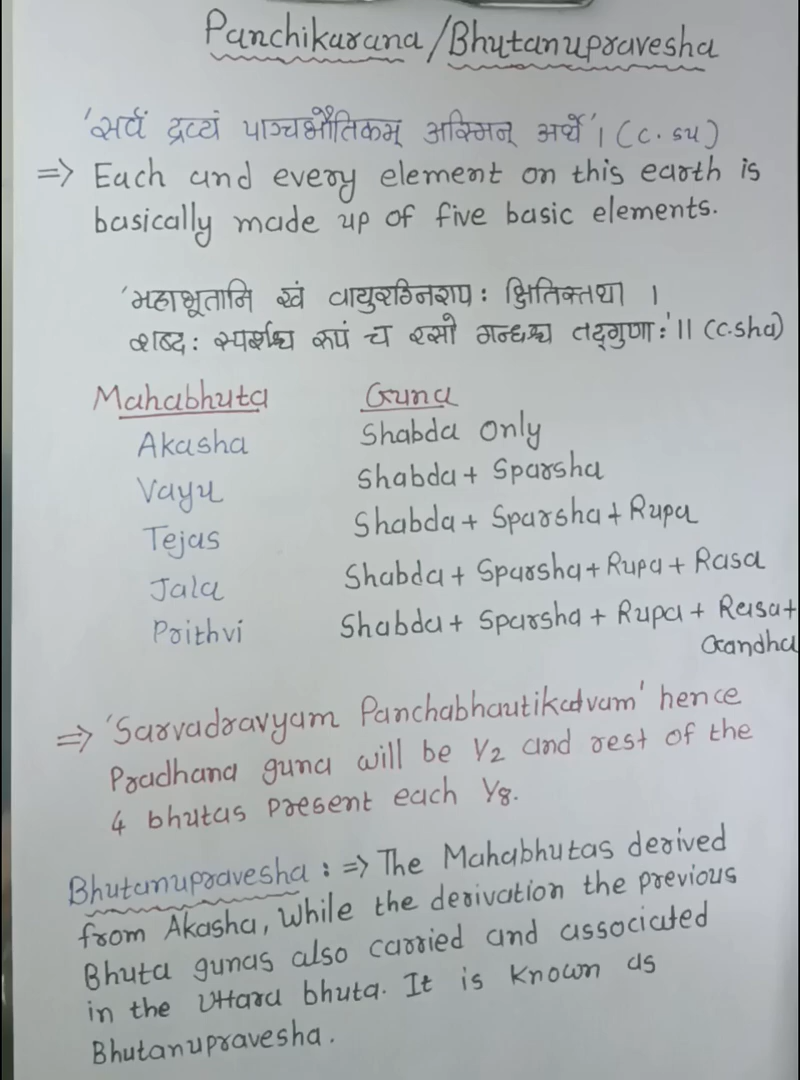 Panchikarana/Bhutanupravesha
'सर्वं द्रव्यं पाञ्चभौतिकम् अस्मिन् अर्थे'। (C.su)
=> Each and every element on this earth is
basically made up of five basic elements.
'महाभूतानि खं वायुरग्निरापः क्षितिस्तथा ।
शब्दः स्पर्शश्च रूपं च रसो गन्धश्च तद्गुणाः'॥ (C.sha)
Mahabhuta Guna
Akasha Shabda only
Vayu Shabda + Sparsha
Tejas Shabda + Sparsha + Rupa
Jala Shabda + Sparsha + Rupa + Rasa
Prithvi Shabda + Sparsha + Rupa + Rasa +
Gandha
=> 'Sarvadravyam Panchabhautikatvam' hence
Pradhana guna will be 1/2 and rest of the
4 bhutas present each 1/8.
Bhutanupravesha : => The Mahabhutas derived
from Akasha, While the derivation the previous
Bhuta gunas also carried and associated
in the Uttara bhuta. It is known as
Bhutanupravesha.